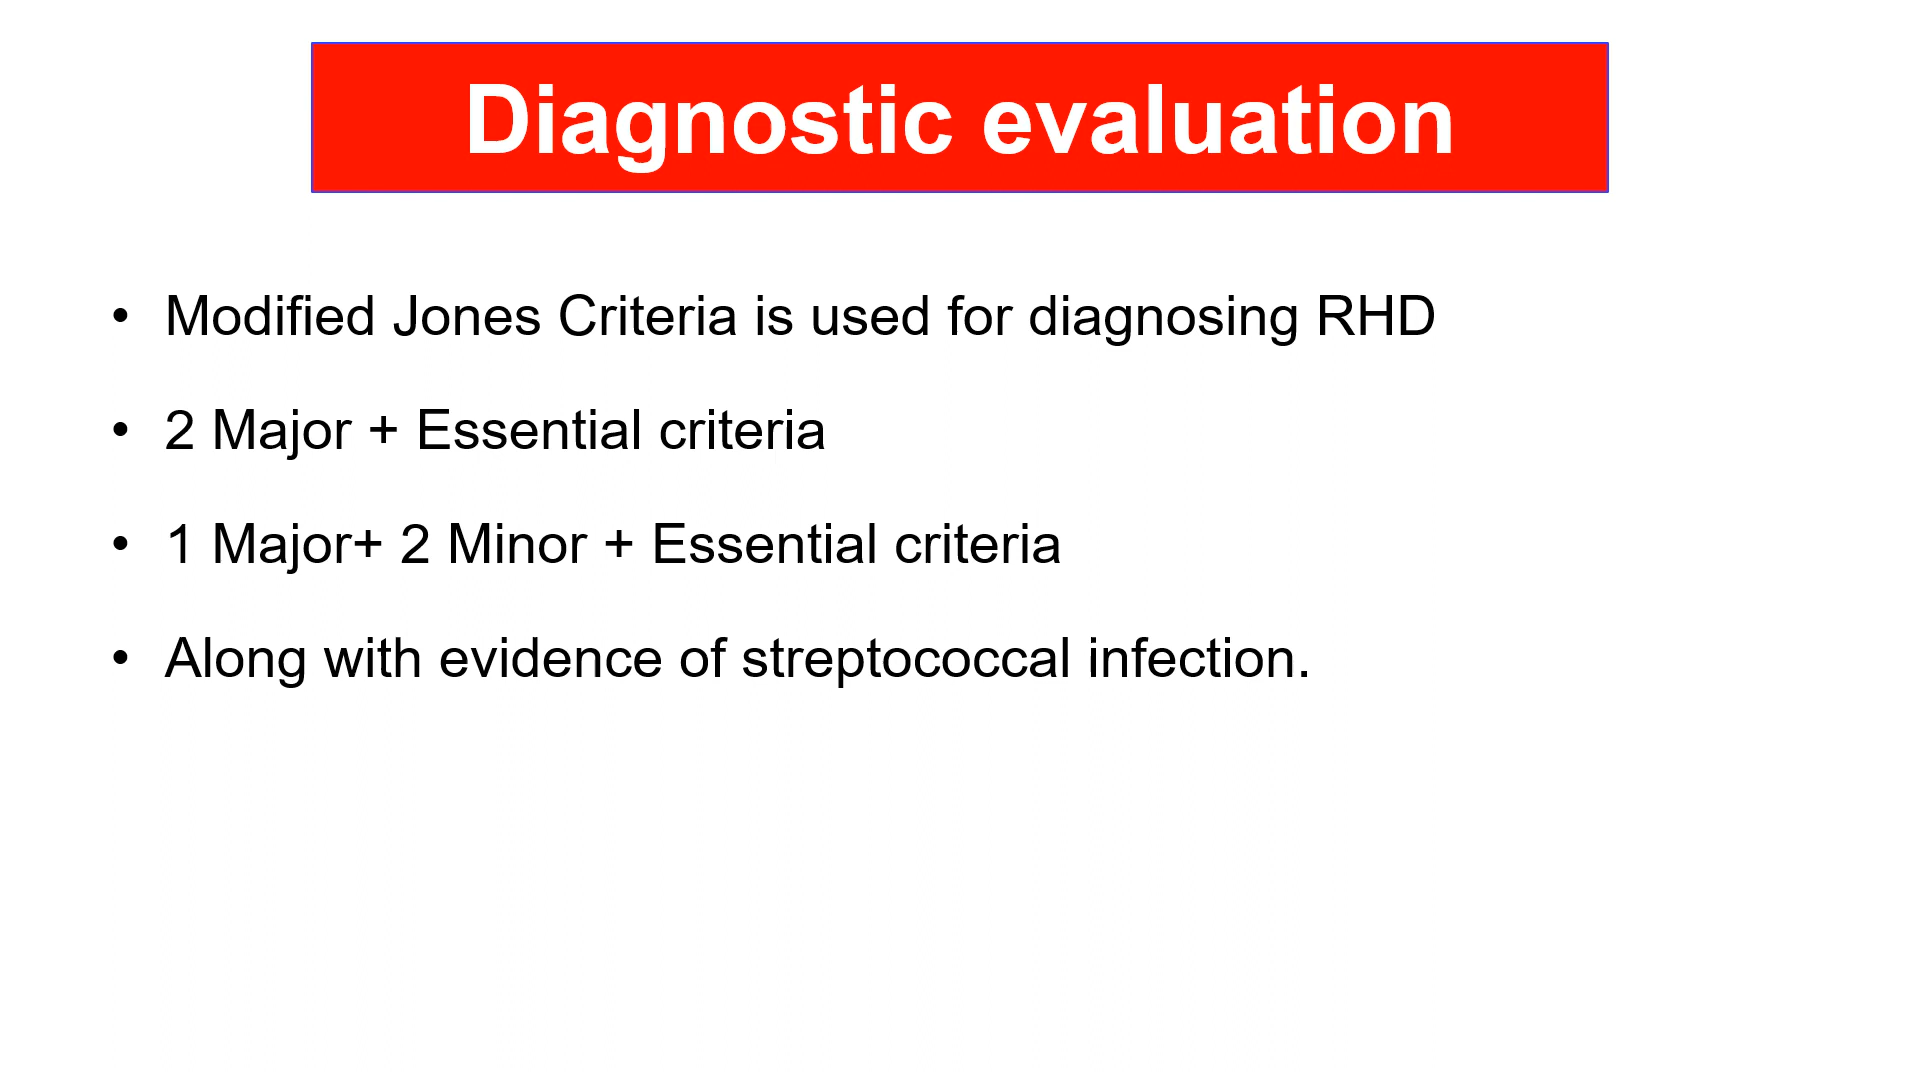 Diagnostic evaluation
• Modified Jones Criteria is used for diagnosing RHD
• 2 Major + Essential criteria
• 1 Major+ 2 Minor + Essential criteria
• Along with evidence of streptococcal infection.